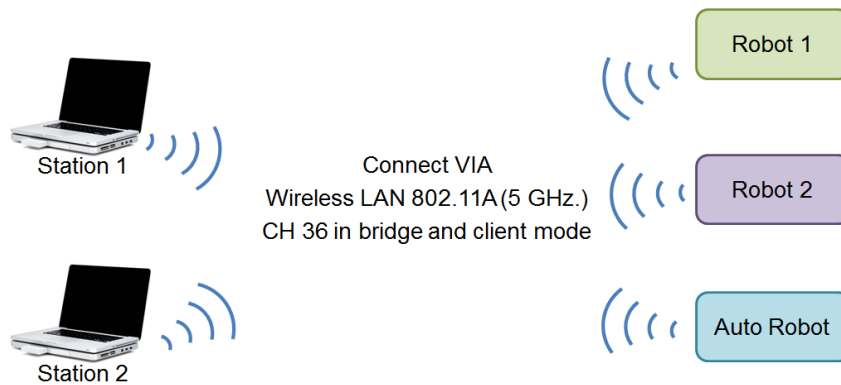 Robot 1
Station 1
Connect VIA
Wireless LAN 802.11A (5 GHz.)
CH 36 in bridge and client mode
Robot 2
Auto Robot
Station 2